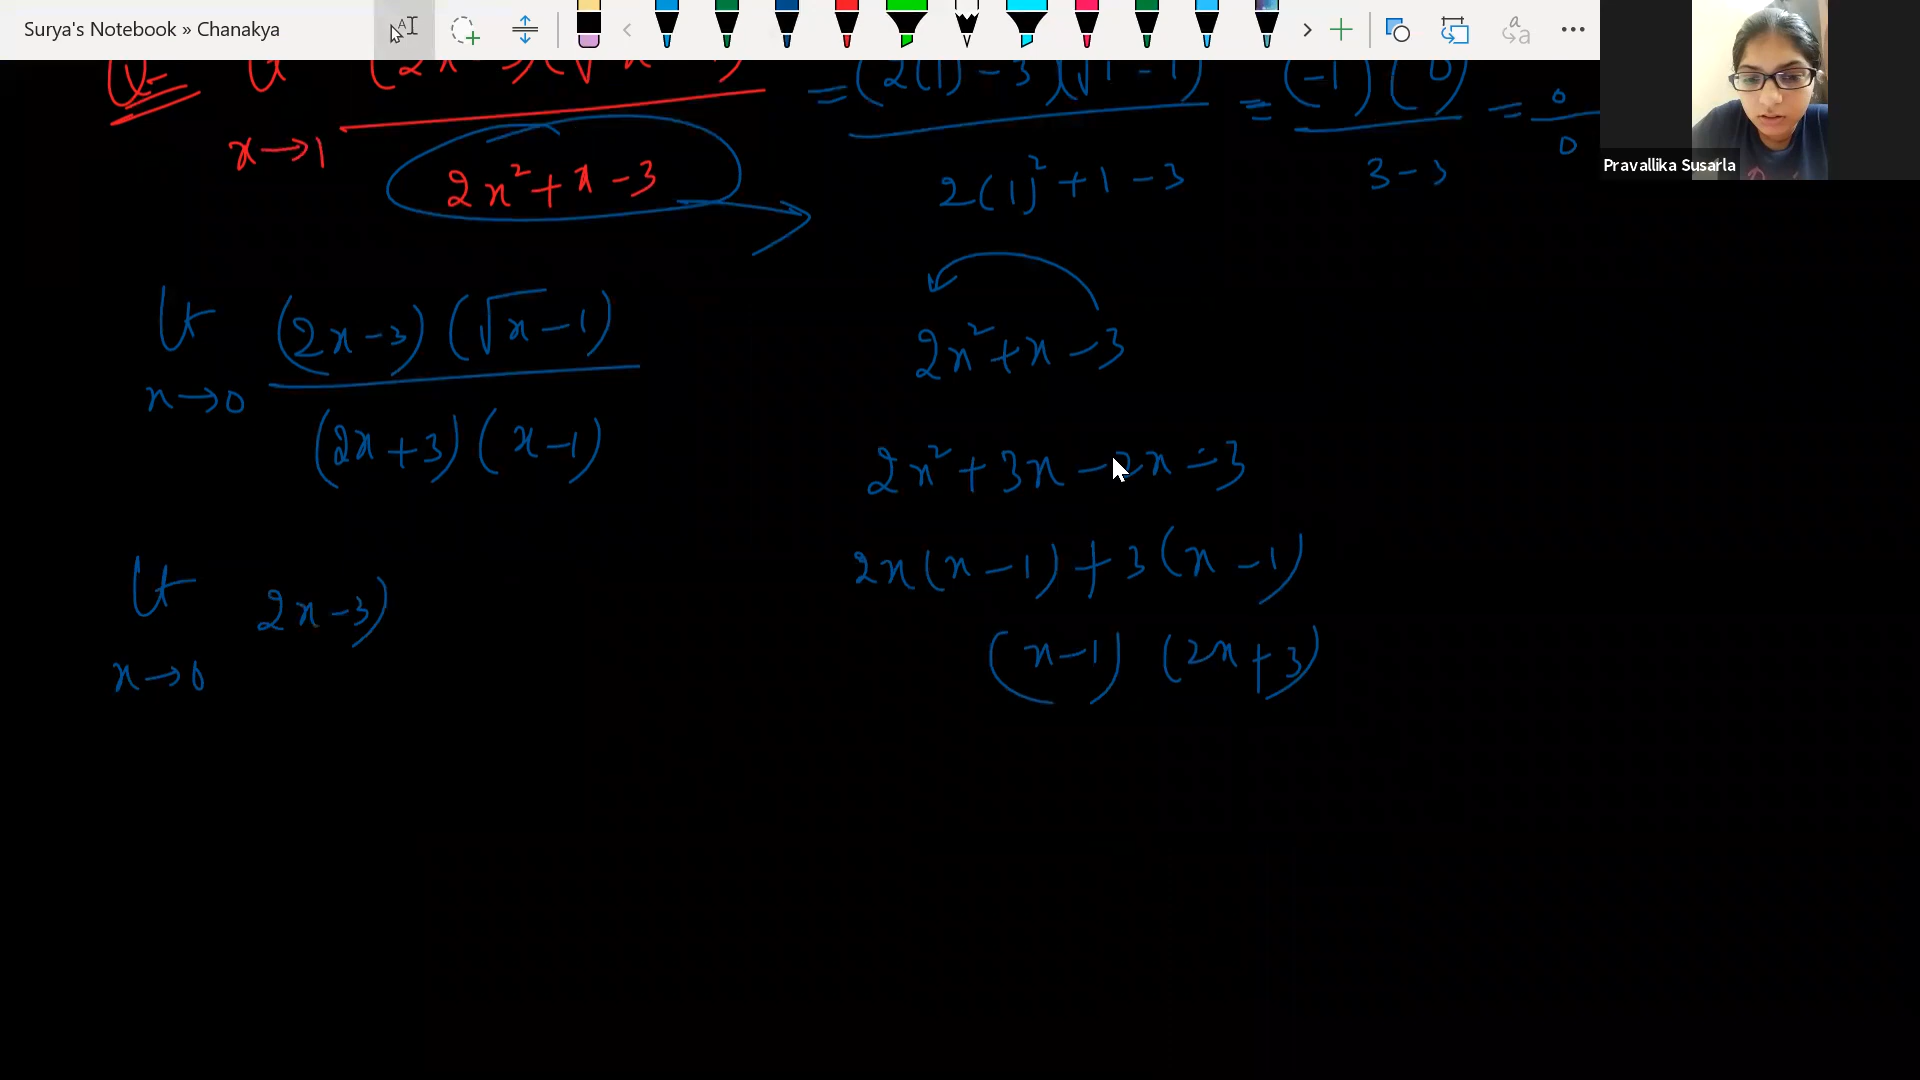 Surya's Notebook » Chanakya
Pravallika Susarla
x→1
2x²+x-3
= (2(1)-3)(√1-1) / 2(1)²+1-3 = (-1)(0) / 3-3 = 0/0
Lt x→0 (2x-3)(√x-1) / (2x+3)(x-1)
2x²+x-3
2x²+3x-2x-3
2x(x-1)+3(x-1)
(x-1) (2x+3)
Lt x→0 2x-3)